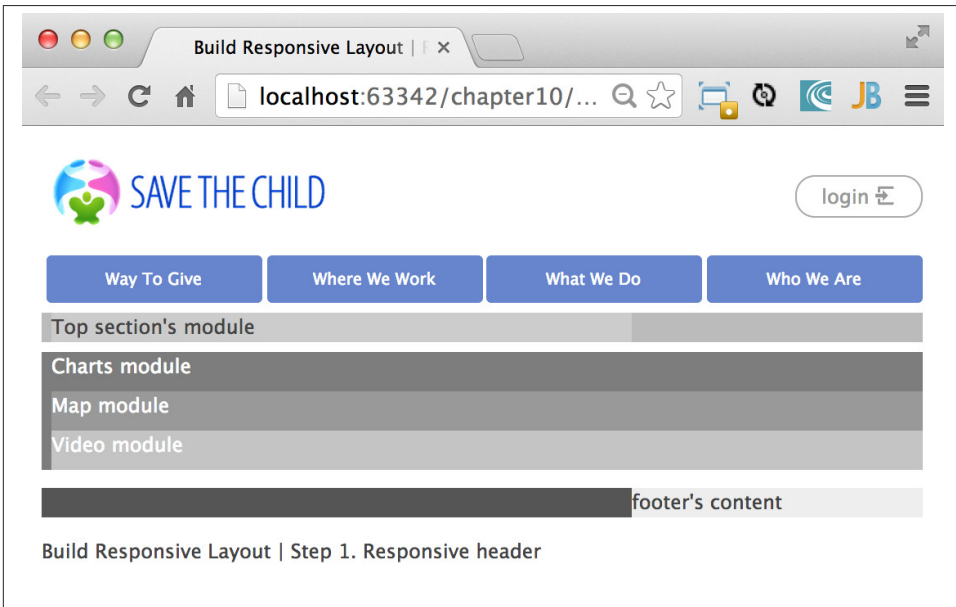 Build Responsive Layout |
localhost:63342/chapter10/...
JB
SAVE THE CHILD
login
Way To Give
Where We Work
What We Do
Who We Are
Top section's module
Charts module
Map module
Video module
footer's content
Build Responsive Layout | Step 1. Responsive header